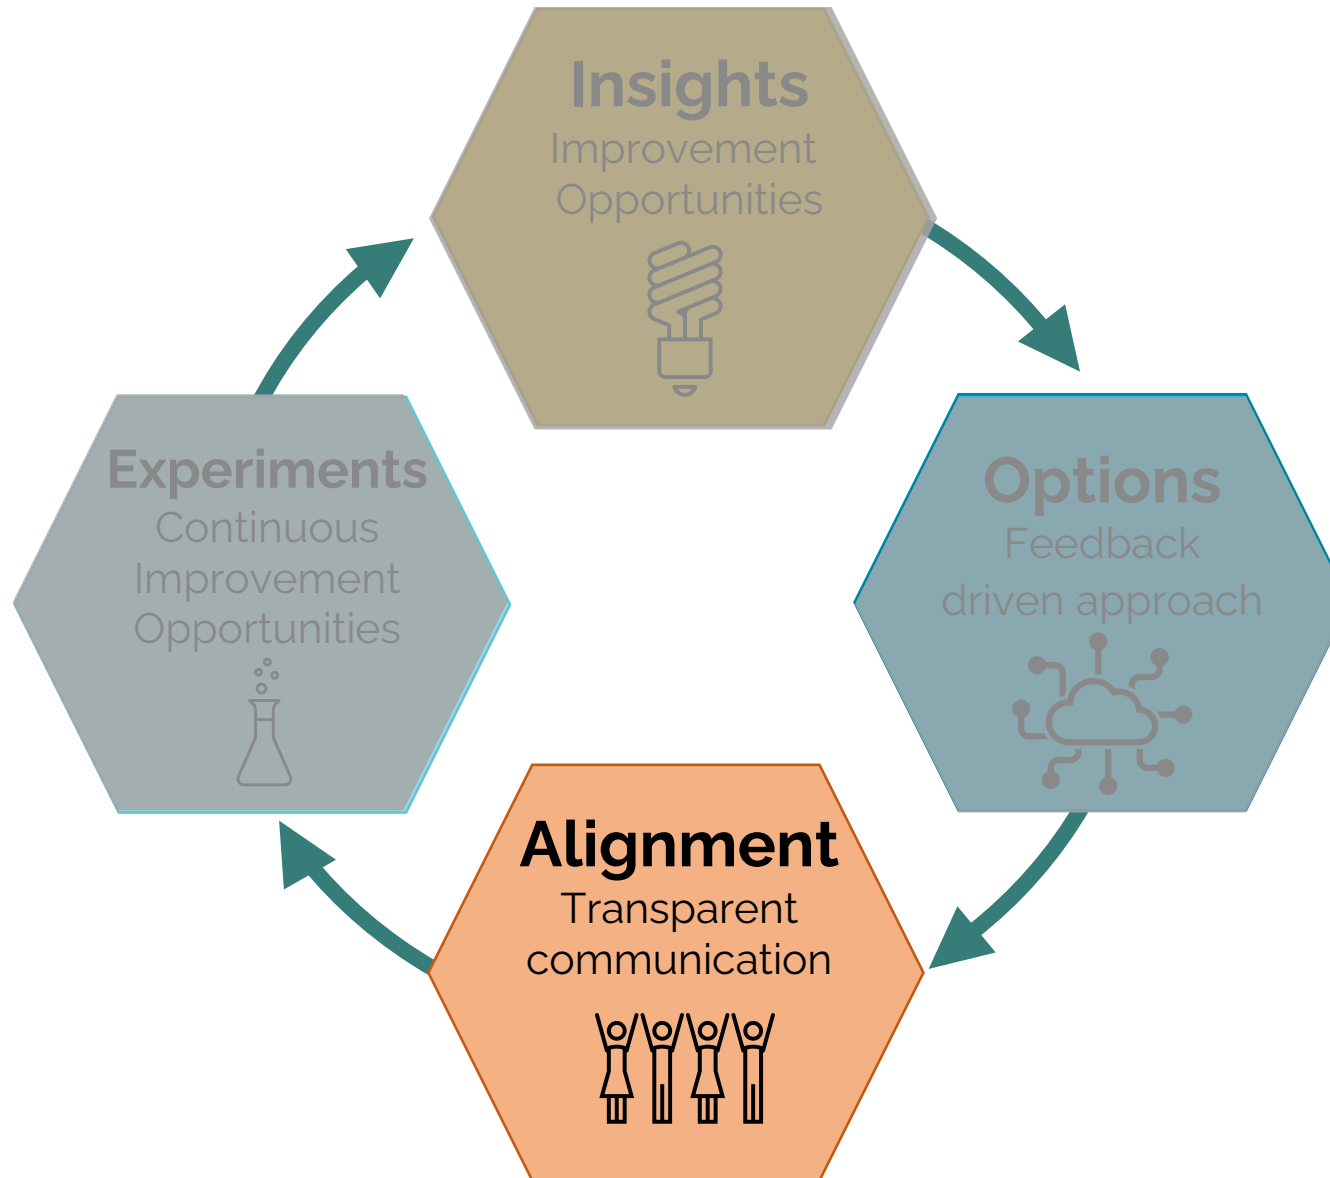 Insights
Improvement
Opportunities
Options
Feedback
driven approach
Alignment
Transparent
communication
Experiments
Continuous
Improvement
Opportunities